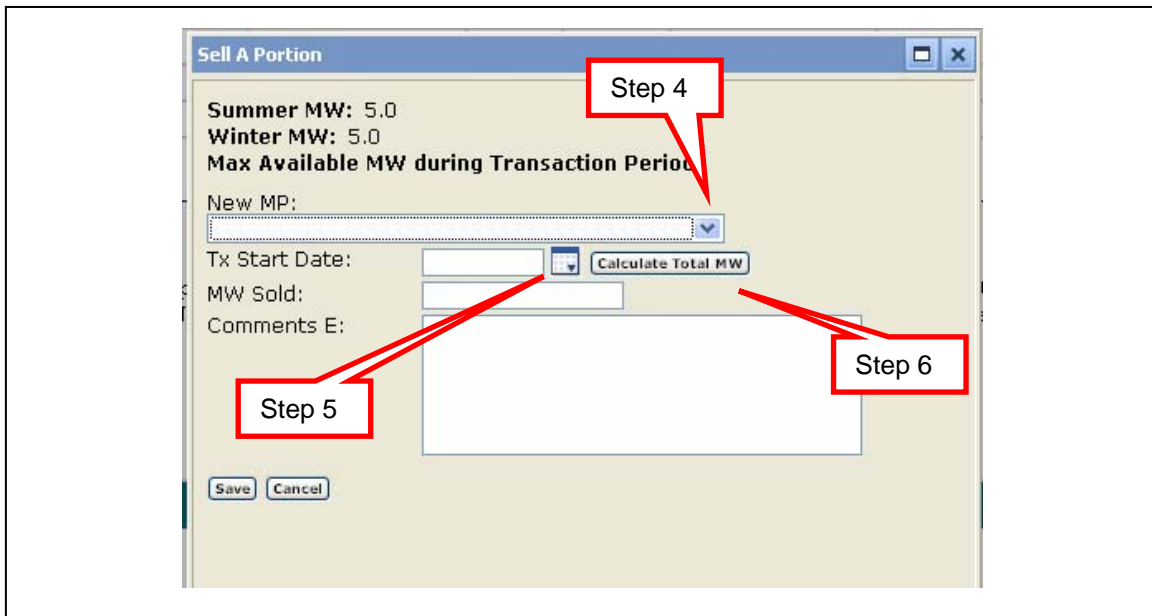 Sell A Portion
Step 4
Summer MW: 5.0
Winter MW: 5.0
Max Available MW during Transaction Period
New MP:
Tx Start Date:
Calculate Total MW
MW Sold:
Comments E:
Step 6
Step 5
Save Cancel